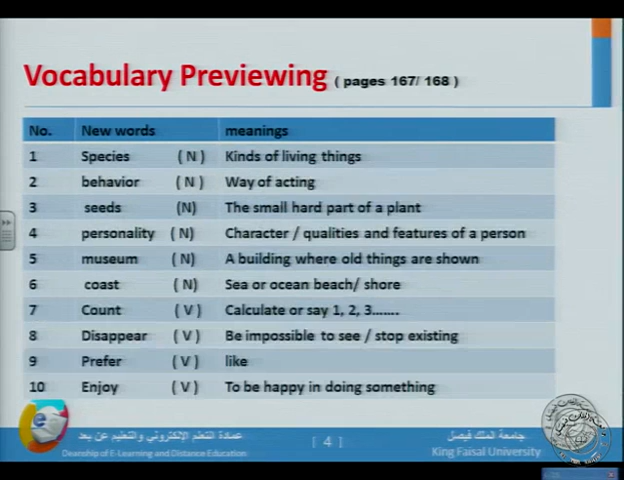 Vocabulary Previewing ( pages 167/ 168 )
No. New words meanings
1 Species ( N ) Kinds of living things
2 behavior ( N ) Way of acting
3 seeds (N) The small hard part of a plant
4 personality ( N) Character / qualities and features of a person
5 museum (N) A building where old things are shown
6 coast (N) Sea or ocean beach/ shore
7 Count ( V ) Calculate or say 1, 2, 3.......
8 Disappear ( V ) Be impossible to see / stop existing
9 Prefer ( V ) like
10 Enjoy ( V ) To be happy in doing something
عمادة التعلم الإلكتروني والتعليم عن بعد
Deanship of E-Learning and Distance Education
[ 4 ]
جامعة الملك فيصل
King Faisal University